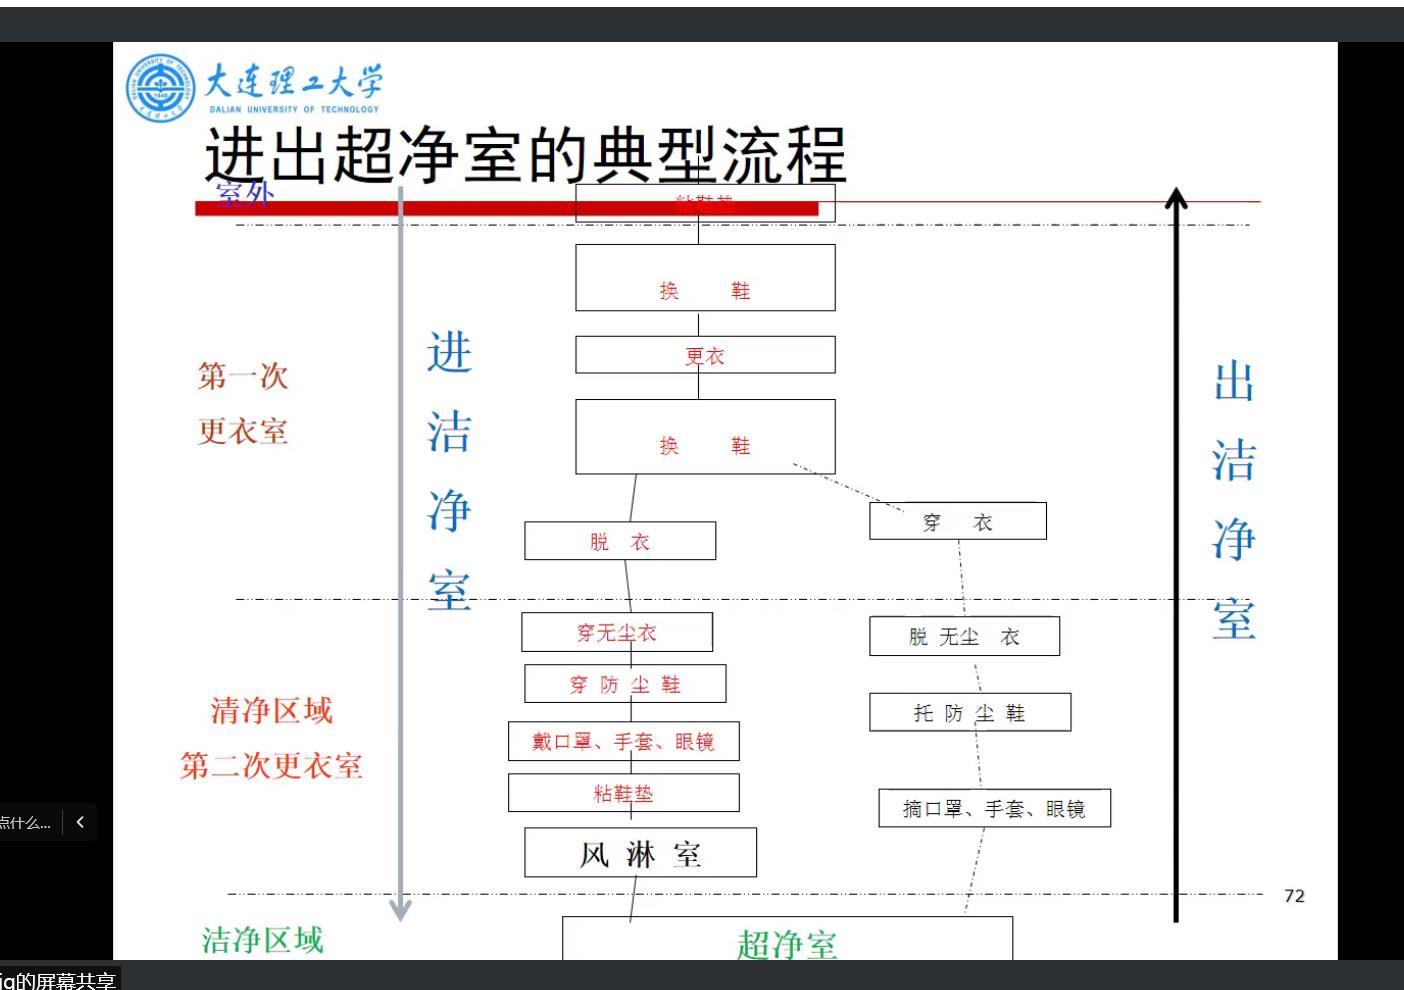 大连理工大学
DALIAN UNIVERSITY OF TECHNOLOGY
进出超净室的典型流程
室外
粘鞋垫
换 鞋
更衣
换 鞋
第一次
更衣室
进
洁
净
室
出
洁
净
室
脱 衣
穿 衣
穿无尘衣
脱 无尘 衣
穿 防 尘 鞋
托 防 尘 鞋
戴口罩、手套、眼镜
粘鞋垫
摘口罩、手套、眼镜
清净区域
第二次更衣室
风 淋 室
72
洁净区域
超净室
点什么...
jq的屏幕共享